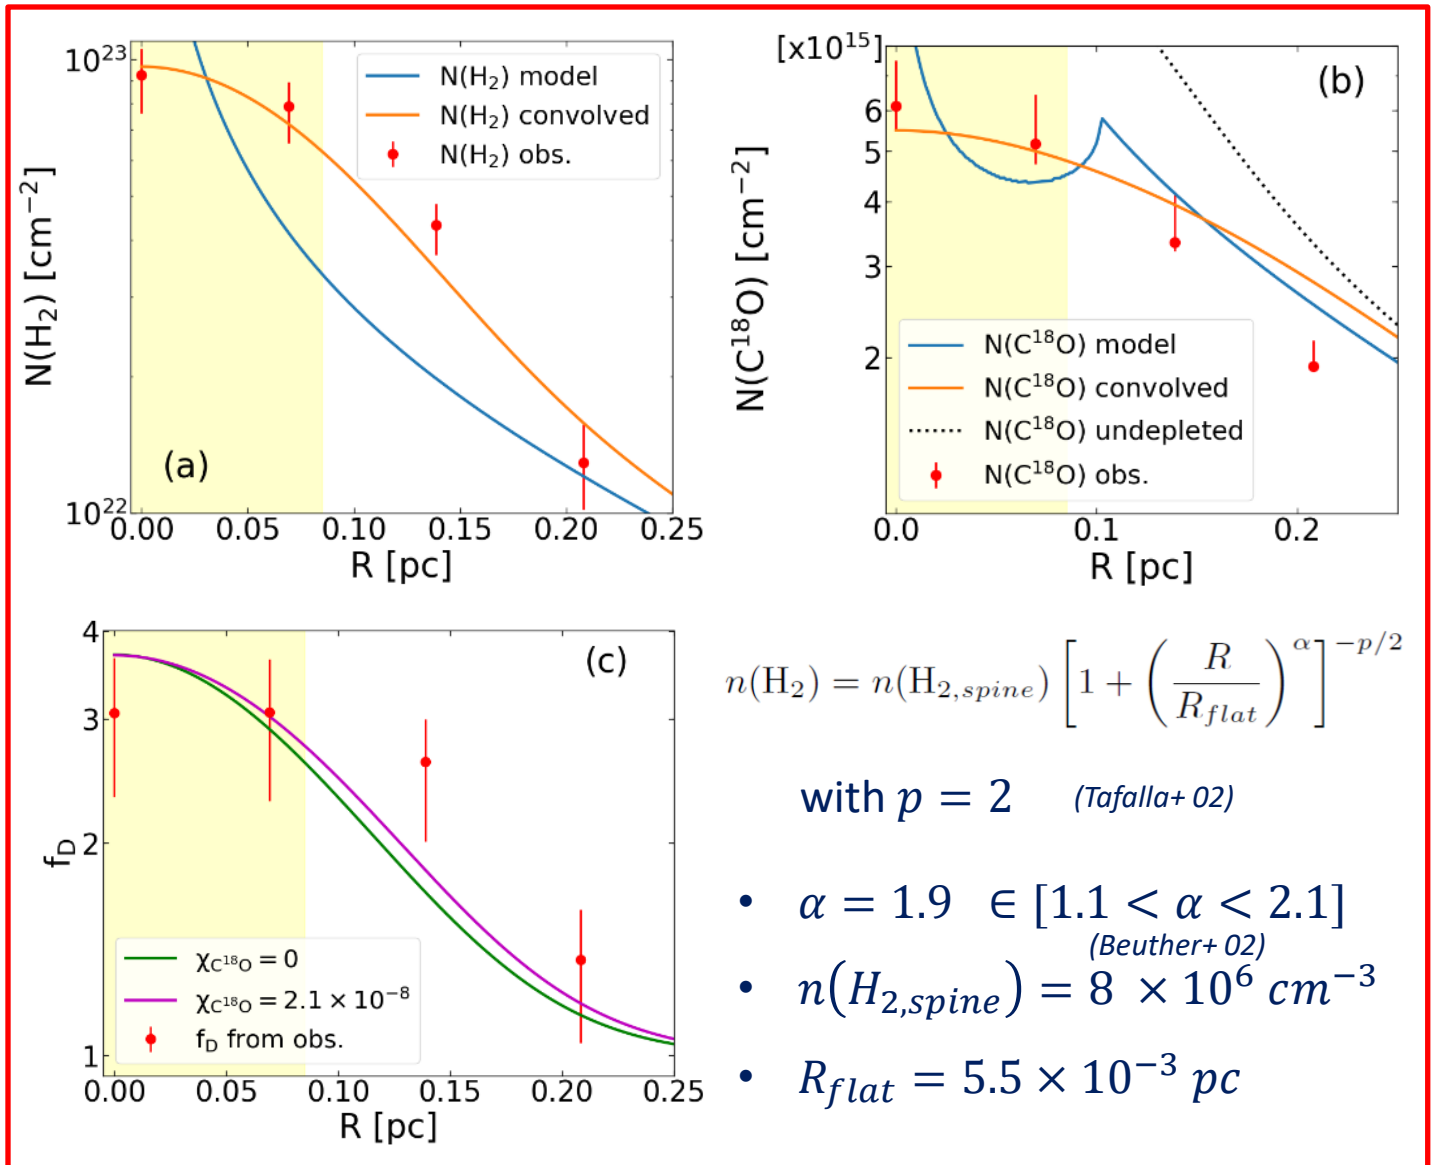 10²³
N(H₂) model
N(H₂) convolved
N(H₂) obs.
N(H₂) [cm⁻²]
(a)
10²²
0.00 0.05 0.10 0.15 0.20 0.25
R [pc]
[x10¹⁵]
(b)
6
5
4
3
2
N(C¹⁸O) [cm⁻²]
N(C¹⁸O) model
N(C¹⁸O) convolved
N(C¹⁸O) undepleted
N(C¹⁸O) obs.
0.0 0.1 0.2
R [pc]
4
3
2
1
f_D
(c)
χ_C¹⁸O = 0
χ_C¹⁸O = 2.1 × 10⁻⁸
f_D from obs.
0.00 0.05 0.10 0.15 0.20 0.25
R [pc]
n(H₂) = n(H₂,spine) [1 + (R / R_flat)^α]^(-p/2)
with p = 2 (Tafalla+ 02)
• α = 1.9 ∈ [1.1 < α < 2.1]
(Beuther+ 02)
• n(H₂,spine) = 8 × 10⁶ cm⁻³
• R_flat = 5.5 × 10⁻³ pc